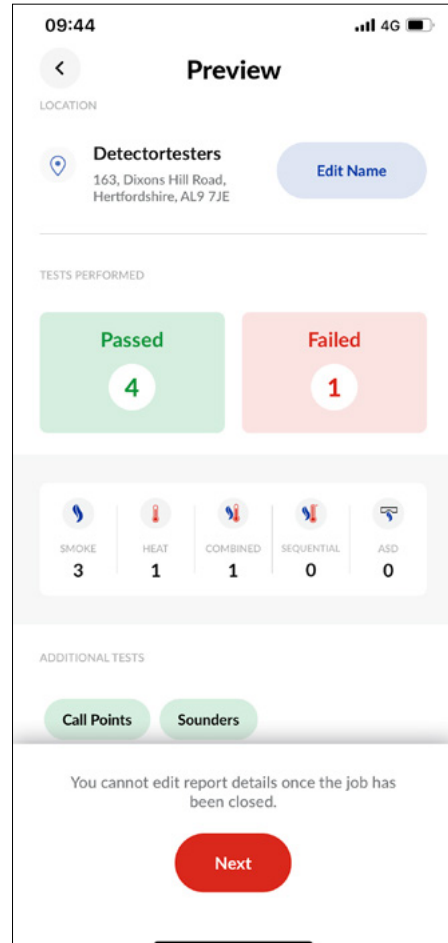 09:44
4G
Preview
LOCATION
Detectortesters
163, Dixons Hill Road,
Hertfordshire, AL9 7JE
Edit Name
TESTS PERFORMED
Passed
4
Failed
1
SMOKE
3
HEAT
1
COMBINED
1
SEQUENTIAL
0
ASD
0
ADDITIONAL TESTS
Call Points
Sounders
You cannot edit report details once the job has
been closed.
Next